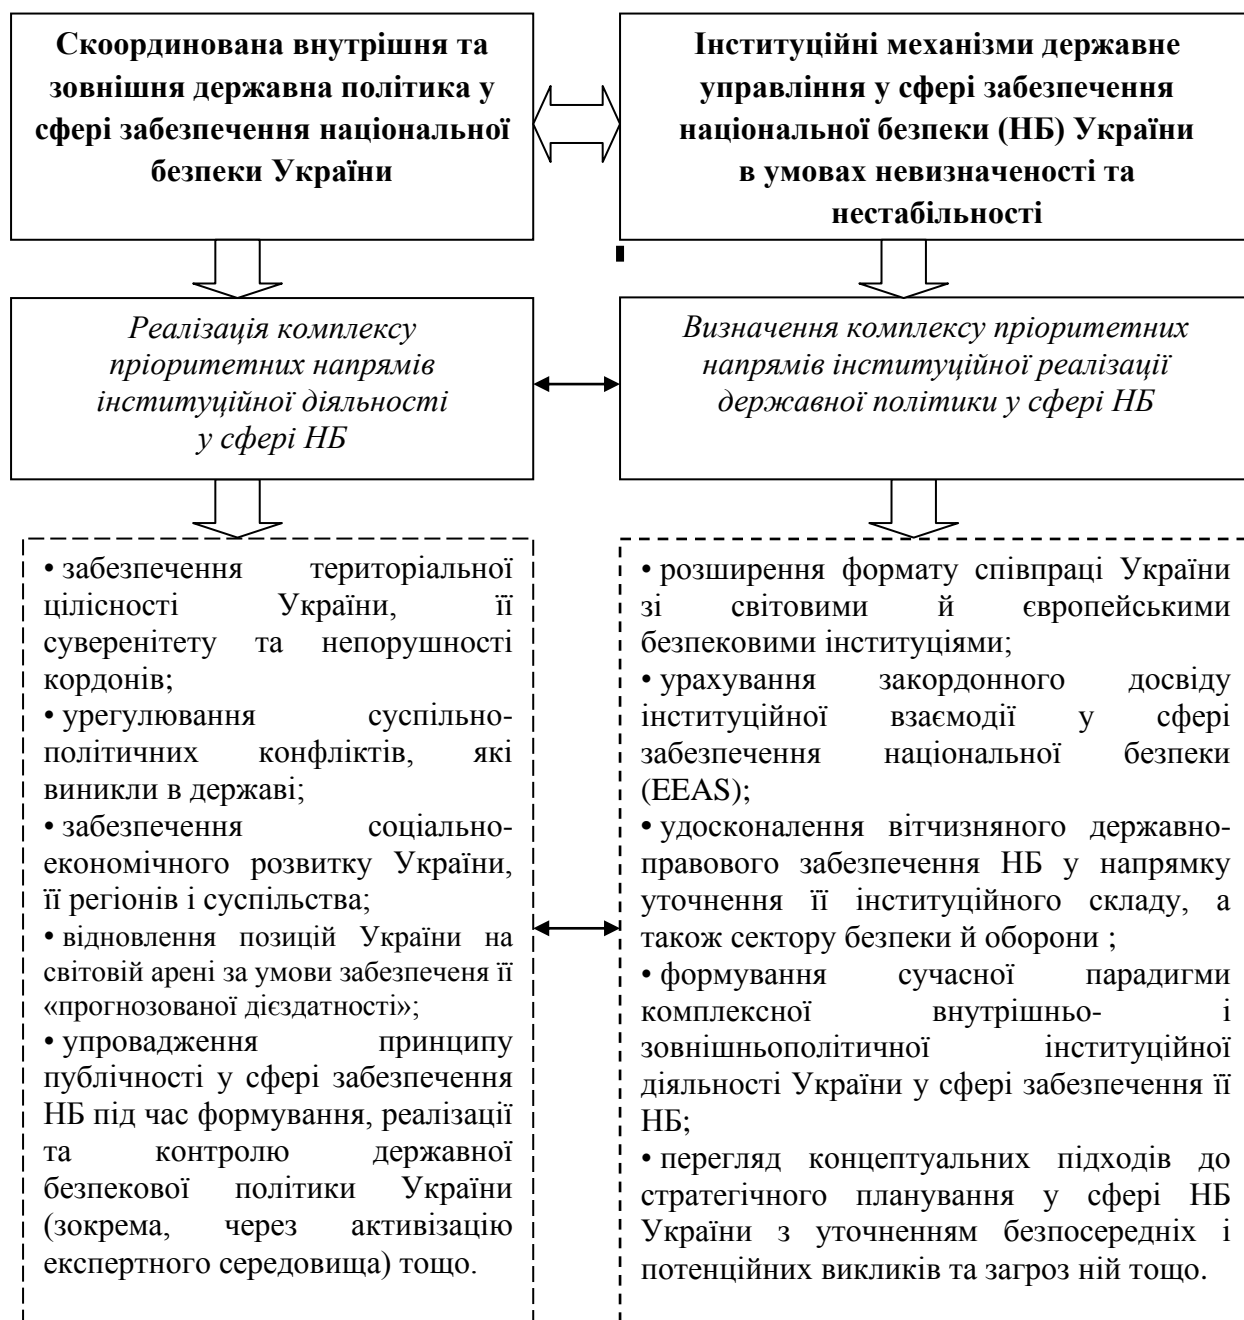 Скоординована внутрішня та
зовнішня державна політика у
сфері забезпечення національної
безпеки України
Інституційні механізми державне
управління у сфері забезпечення
національної безпеки (НБ) України
в умовах невизначеності та
нестабільності
Реалізація комплексу
пріоритетних напрямів
інституційної діяльності
у сфері НБ
Визначення комплексу пріоритетних
напрямів інституційної реалізації
державної політики у сфері НБ
• забезпечення територіальної
цілісності України, її
суверенітету та непорушності
кордонів;
• урегулювання суспільно-
політичних конфліктів, які
виникли в державі;
• забезпечення соціально-
економічного розвитку України,
її регіонів і суспільства;
• відновлення позицій України на
світовій арені за умови забезпеченя її
«прогнозованої дієздатності»;
• упровадження принципу
публічності у сфері забезпечення
НБ під час формування, реалізації
та контролю державної
безпекової політики України
(зокрема, через активізацію
експертного середовища) тощо.
• розширення формату співпраці України
зі світовими й європейськими
безпековими інституціями;
• урахування закордонного досвіду
інституційної взаємодії у сфері
забезпечення національної безпеки
(EEAS);
• удосконалення вітчизняного державно-
правового забезпечення НБ у напрямку
уточнення її інституційного складу, а
також сектору безпеки й оборони ;
• формування сучасної парадигми
комплексної внутрішньо- і
зовнішньополітичної інституційної
діяльності України у сфері забезпечення її
НБ;
• перегляд концептуальних підходів до
стратегічного планування у сфері НБ
України з уточненням безпосередніх і
потенційних викликів та загроз ній тощо.